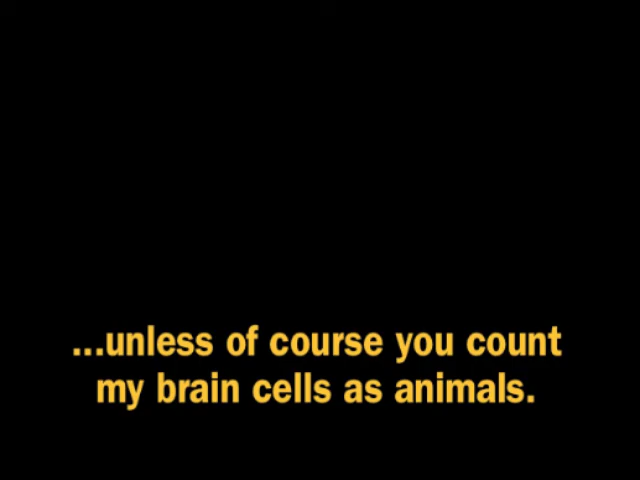 ...unless of course you count
my brain cells as animals.